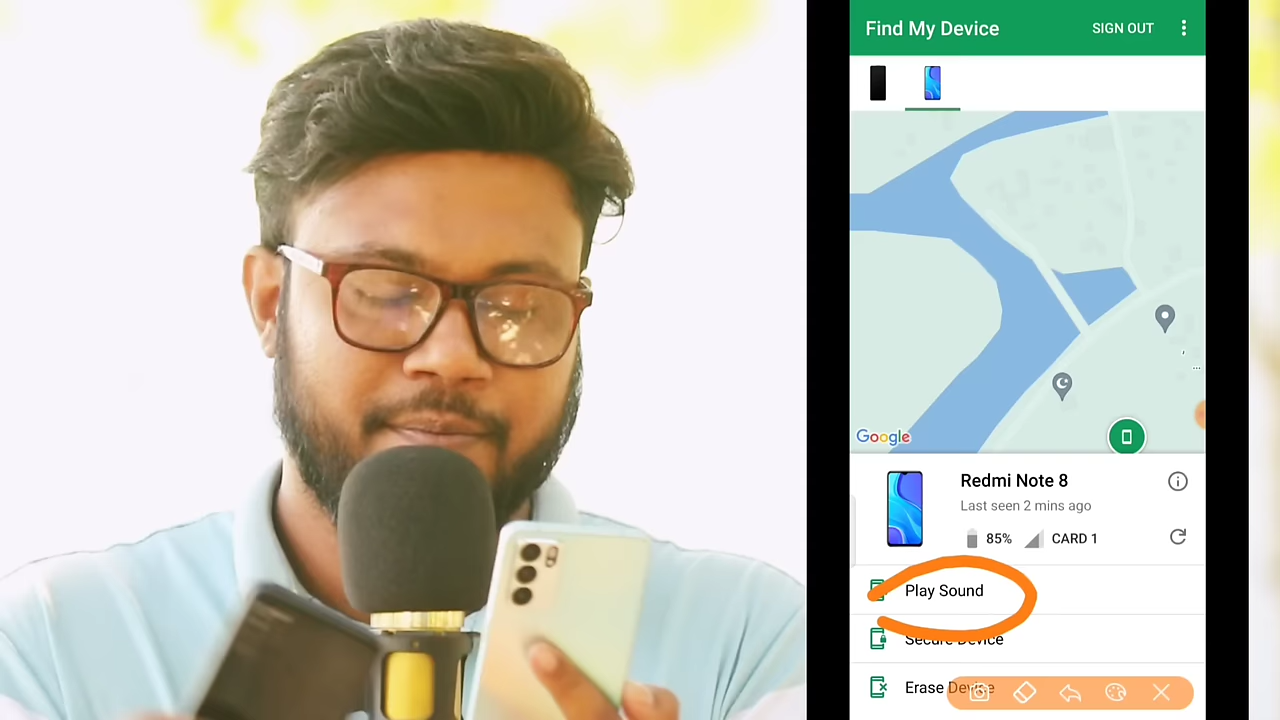 Find My Device
SIGN OUT
Google
Redmi Note 8
Last seen 2 mins ago
85%
CARD 1
Play Sound
Secure Device
Erase Device